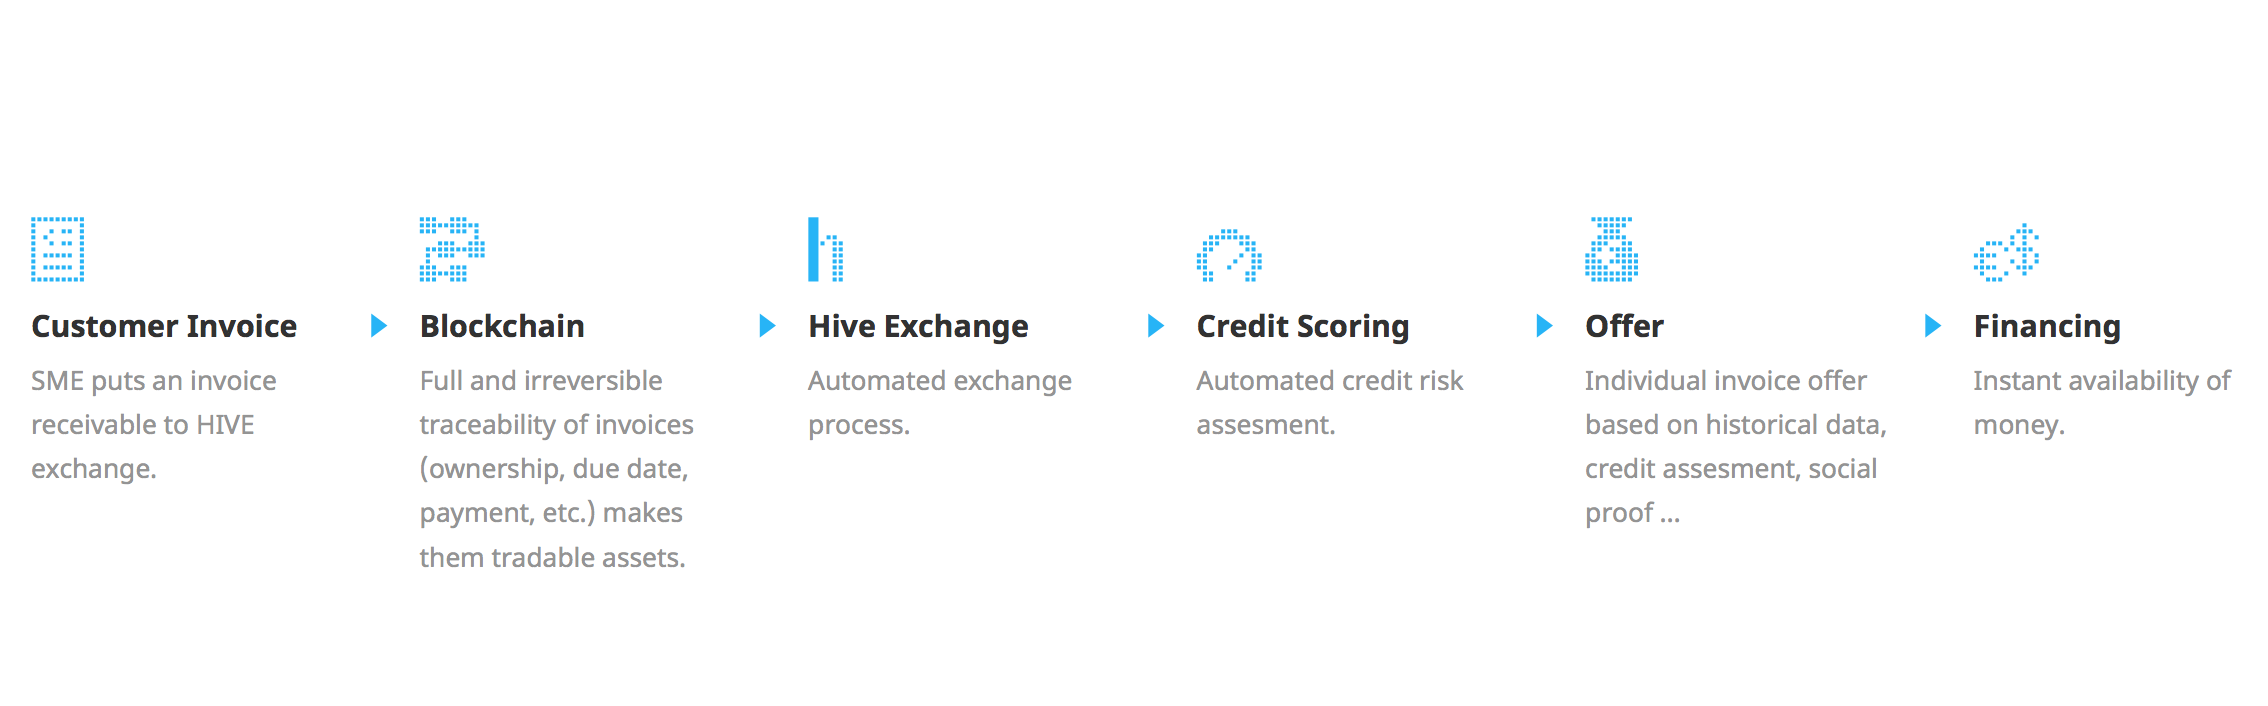 Customer Invoice
SME puts an invoice
receivable to HIVE
exchange.
Blockchain
Full and irreversible
traceability of invoices
(ownership, due date,
payment, etc.) makes
them tradable assets.
Hive Exchange
Automated exchange
process.
Credit Scoring
Automated credit risk
assesment.
Offer
Individual invoice offer
based on historical data,
credit assesment, social
proof ...
Financing
Instant availability of
money.